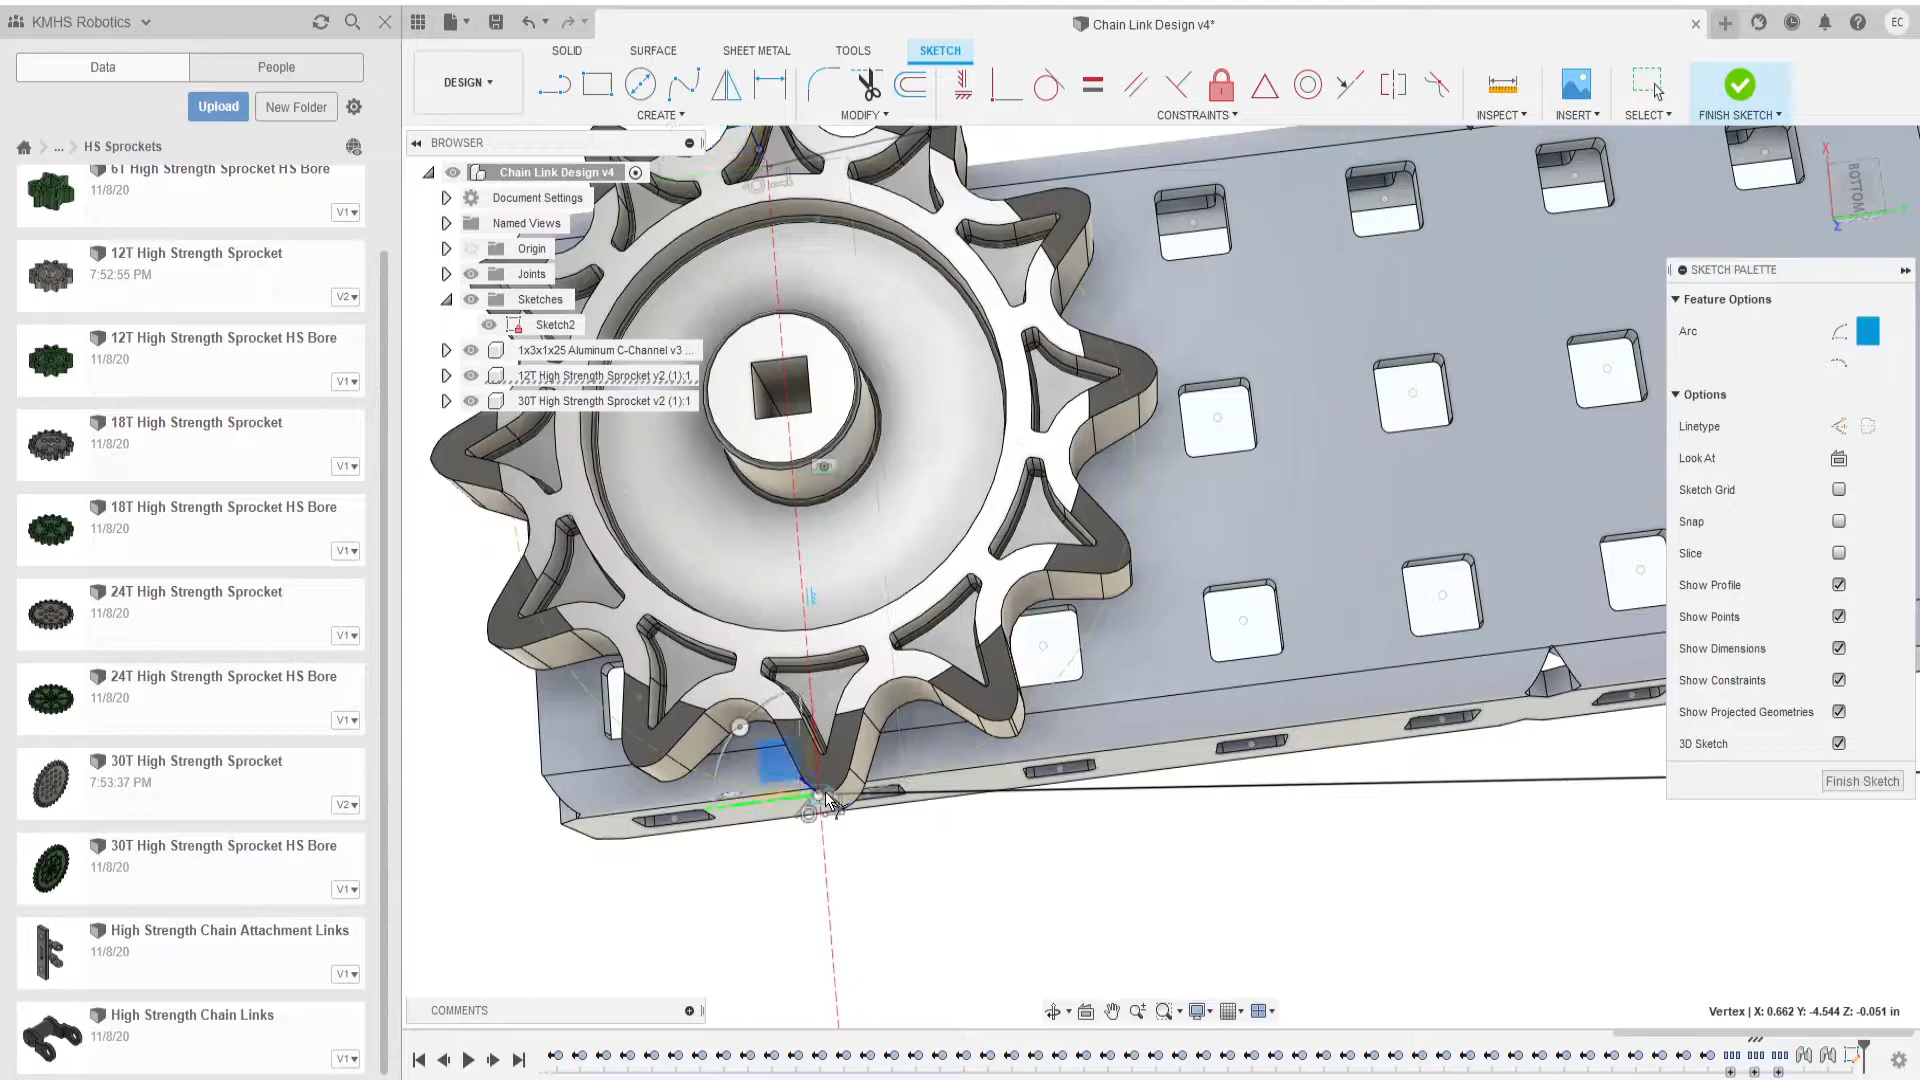 KMHS Robotics
Data
People
Upload
New Folder
... HS Sprockets
6T High Strength Sprocket HS Bore
11/8/20
V1
12T High Strength Sprocket
7:52:55 PM
V2
12T High Strength Sprocket HS Bore
11/8/20
V1
18T High Strength Sprocket
11/8/20
V1
18T High Strength Sprocket HS Bore
11/8/20
V1
24T High Strength Sprocket
11/8/20
V1
24T High Strength Sprocket HS Bore
11/8/20
V1
30T High Strength Sprocket
7:53:37 PM
V2
30T High Strength Sprocket HS Bore
11/8/20
V1
High Strength Chain Attachment Links
11/8/20
V1
High Strength Chain Links
11/8/20
V1
Chain Link Design v4*
EC
DESIGN
SOLID
SURFACE
SHEET METAL
TOOLS
SKETCH
CREATE
MODIFY
CONSTRAINTS
INSPECT
INSERT
SELECT
FINISH SKETCH
BROWSER
Chain Link Design v4
Document Settings
Named Views
Origin
Joints
Sketches
Sketch2
1x3x1x25 Aluminum C-Channel v3 ...
12T High Strength Sprocket v2 (1):1
30T High Strength Sprocket v2 (1):1
X
BOTTOM
Z
SKETCH PALETTE
Feature Options
Arc
Options
Linetype
Look At
Sketch Grid
Snap
Slice
Show Profile
Show Points
Show Dimensions
Show Constraints
Show Projected Geometries
3D Sketch
Finish Sketch
COMMENTS
Vertex | X: 0.662 Y: -4.544 Z: -0.051 in